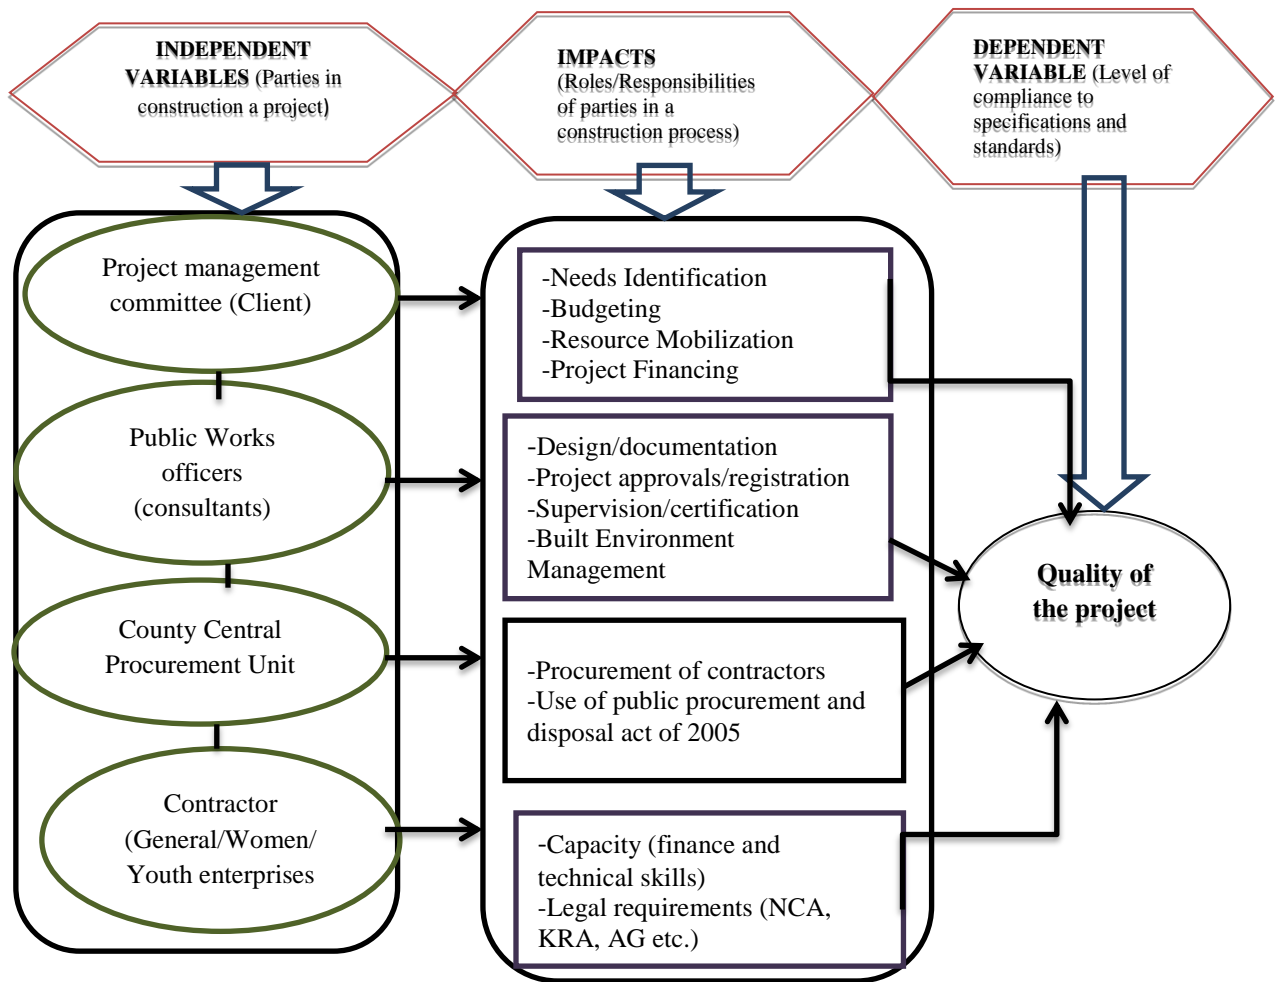 INDEPENDENT
VARIABLES (Parties in
construction a project)
IMPACTS
(Roles/Responsibilities
of parties in a
construction process)
DEPENDENT
VARIABLE (Level of
compliance to
specifications and
standards)
Project management
committee (Client)
Public Works
officers
(consultants)
County Central
Procurement Unit
Contractor
(General/Women/
Youth enterprises
-Needs Identification
-Budgeting
-Resource Mobilization
-Project Financing
-Design/documentation
-Project approvals/registration
-Supervision/certification
-Built Environment
Management
-Procurement of contractors
-Use of public procurement and
disposal act of 2005
-Capacity (finance and
technical skills)
-Legal requirements (NCA,
KRA, AG etc.)
Quality of
the project